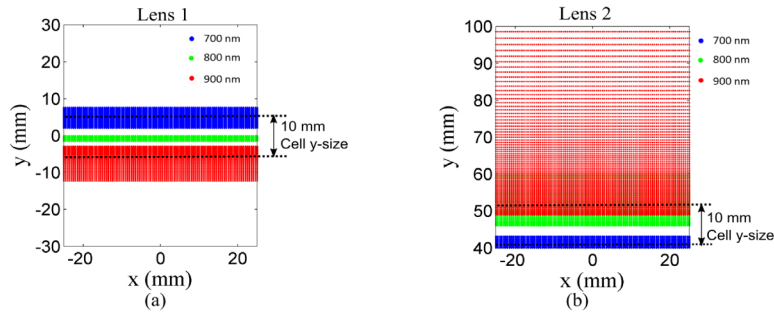 Lens 1
30
20
10
0
-10
-20
-30
y (mm)
-20 0 20
x (mm)
700 nm
800 nm
900 nm
10 mm
Cell y-size
(a)
Lens 2
100
90
80
70
60
50
40
y (mm)
-20 0 20
x (mm)
700 nm
800 nm
900 nm
10 mm
Cell y-size
(b)